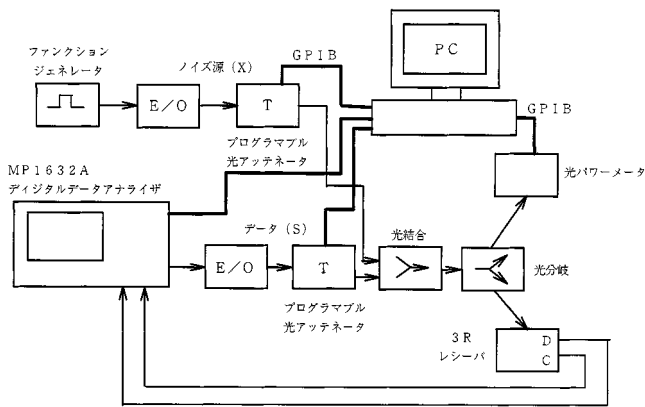 ファンクション
ジェネレータ
ノイズ源(X)
GPIB
PC
E/O
T
GPIB
プログラマブル
光アッテネータ
光パワーメータ
MP1632A
ディジタルデータアナライザ
データ(S)
光結合
E/O
T
光分岐
プログラマブル
光アッテネータ
3R
レシーバ
D
C